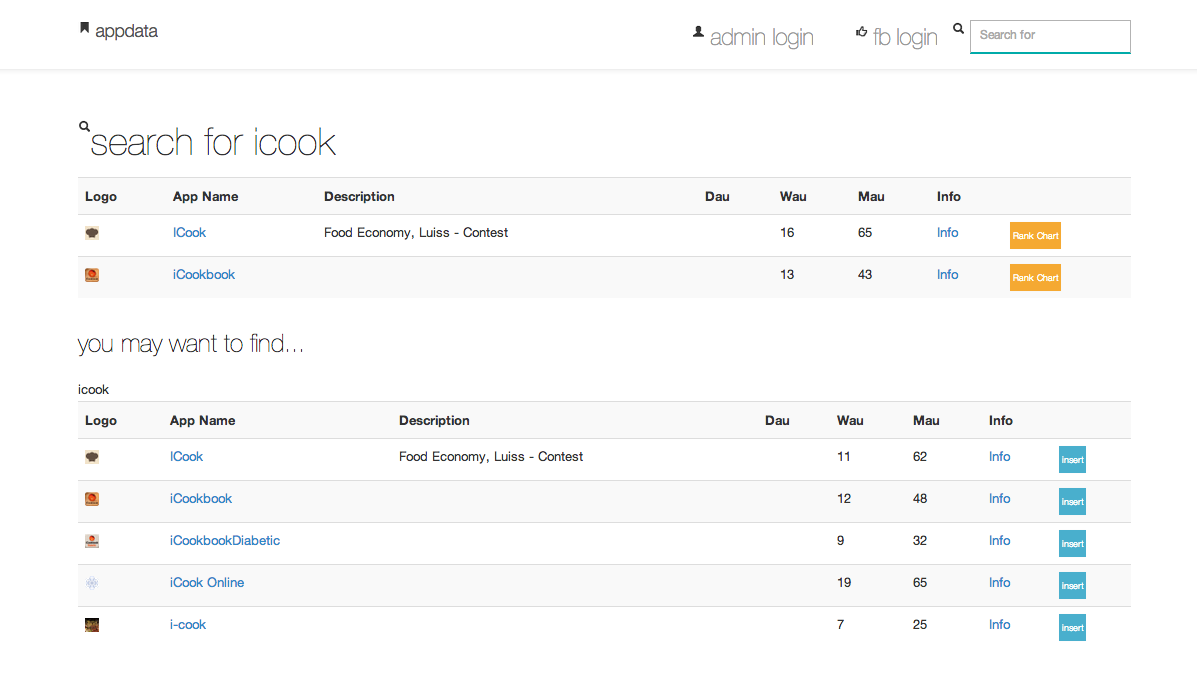 appdata
admin login fb login Search for
search for icook
Logo App Name Description Dau Wau Mau Info
ICook Food Economy, Luiss - Contest 16 65 Info Rank Chart
iCookbook 13 43 Info Rank Chart
you may want to find...
icook
Logo App Name Description Dau Wau Mau Info
ICook Food Economy, Luiss - Contest 11 62 Info Insert
iCookbook 12 48 Info Insert
iCookbookDiabetic 9 32 Info Insert
iCook Online 19 65 Info Insert
i-cook 7 25 Info Insert